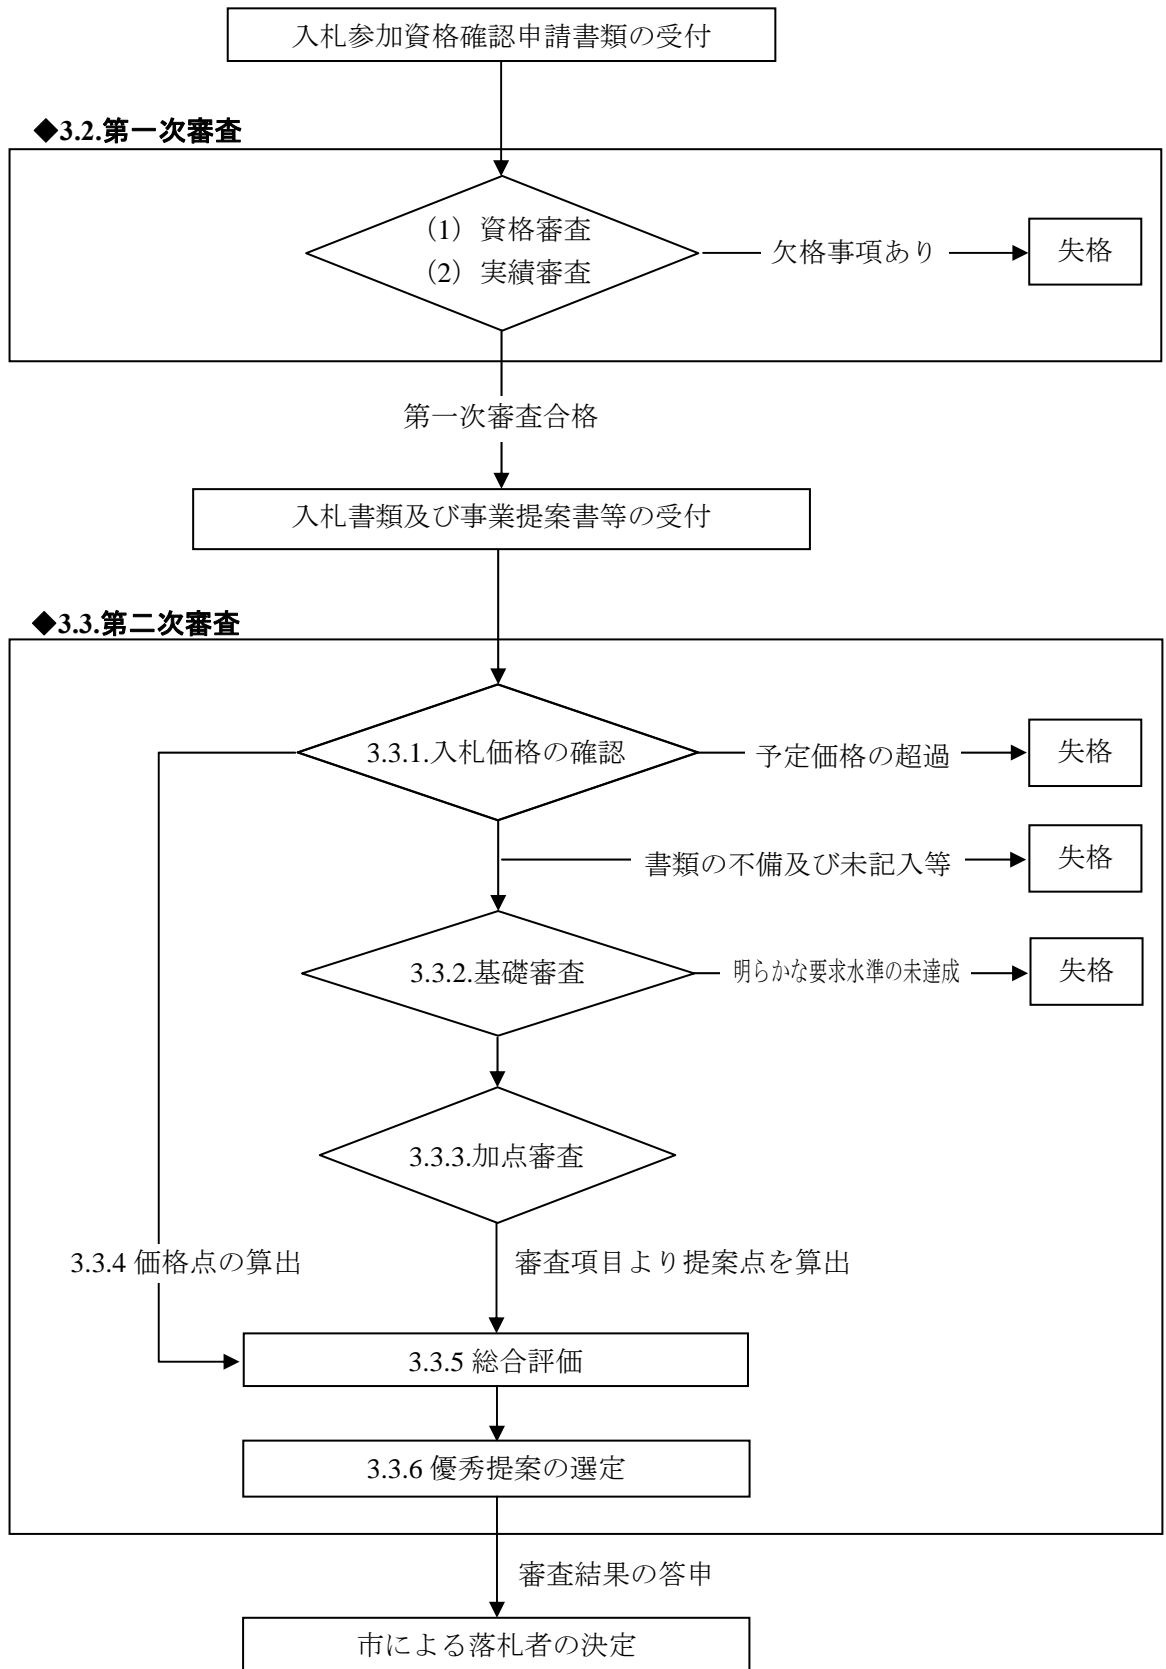 入札参加資格確認申請書類の受付
◆3.2.第一次審査
（1）資格審査
（2）実績審査
欠格事項あり
失格
第一次審査合格
入札書類及び事業提案書等の受付
◆3.3.第二次審査
3.3.1.入札価格の確認
予定価格の超過
失格
書類の不備及び未記入等
失格
3.3.2.基礎審査
明らかな要求水準の未達成
失格
3.3.3.加点審査
3.3.4 価格点の算出
審査項目より提案点を算出
3.3.5 総合評価
3.3.6 優秀提案の選定
審査結果の答申
市による落札者の決定